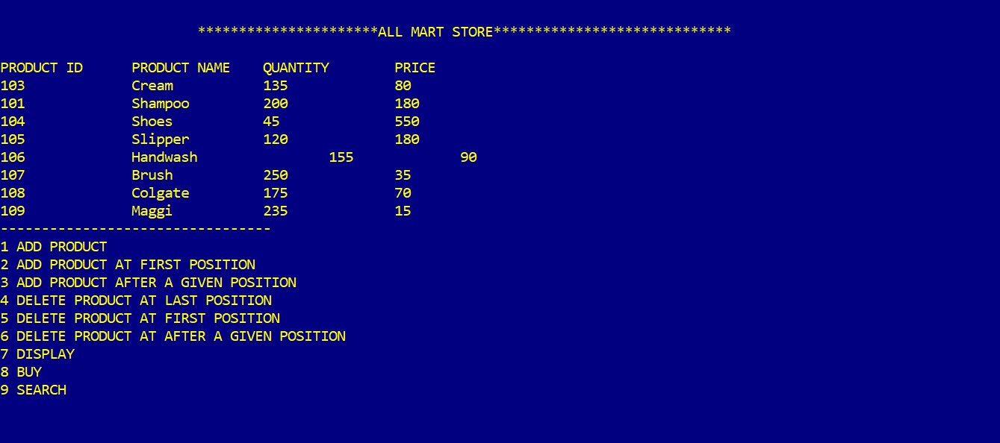 **********************ALL MART STORE*****************************
PRODUCT ID      PRODUCT NAME    QUANTITY        PRICE
103             Cream           135             80
101             Shampoo         200             180
104             Shoes           45              550
105             Slipper         120             180
106             Handwash                155             90
107             Brush           250             35
108             Colgate         175             70
109             Maggi           235             15
---------------------------------
1 ADD PRODUCT
2 ADD PRODUCT AT FIRST POSITION
3 ADD PRODUCT AFTER A GIVEN POSITION
4 DELETE PRODUCT AT LAST POSITION
5 DELETE PRODUCT AT FIRST POSITION
6 DELETE PRODUCT AT AFTER A GIVEN POSITION
7 DISPLAY
8 BUY
9 SEARCH